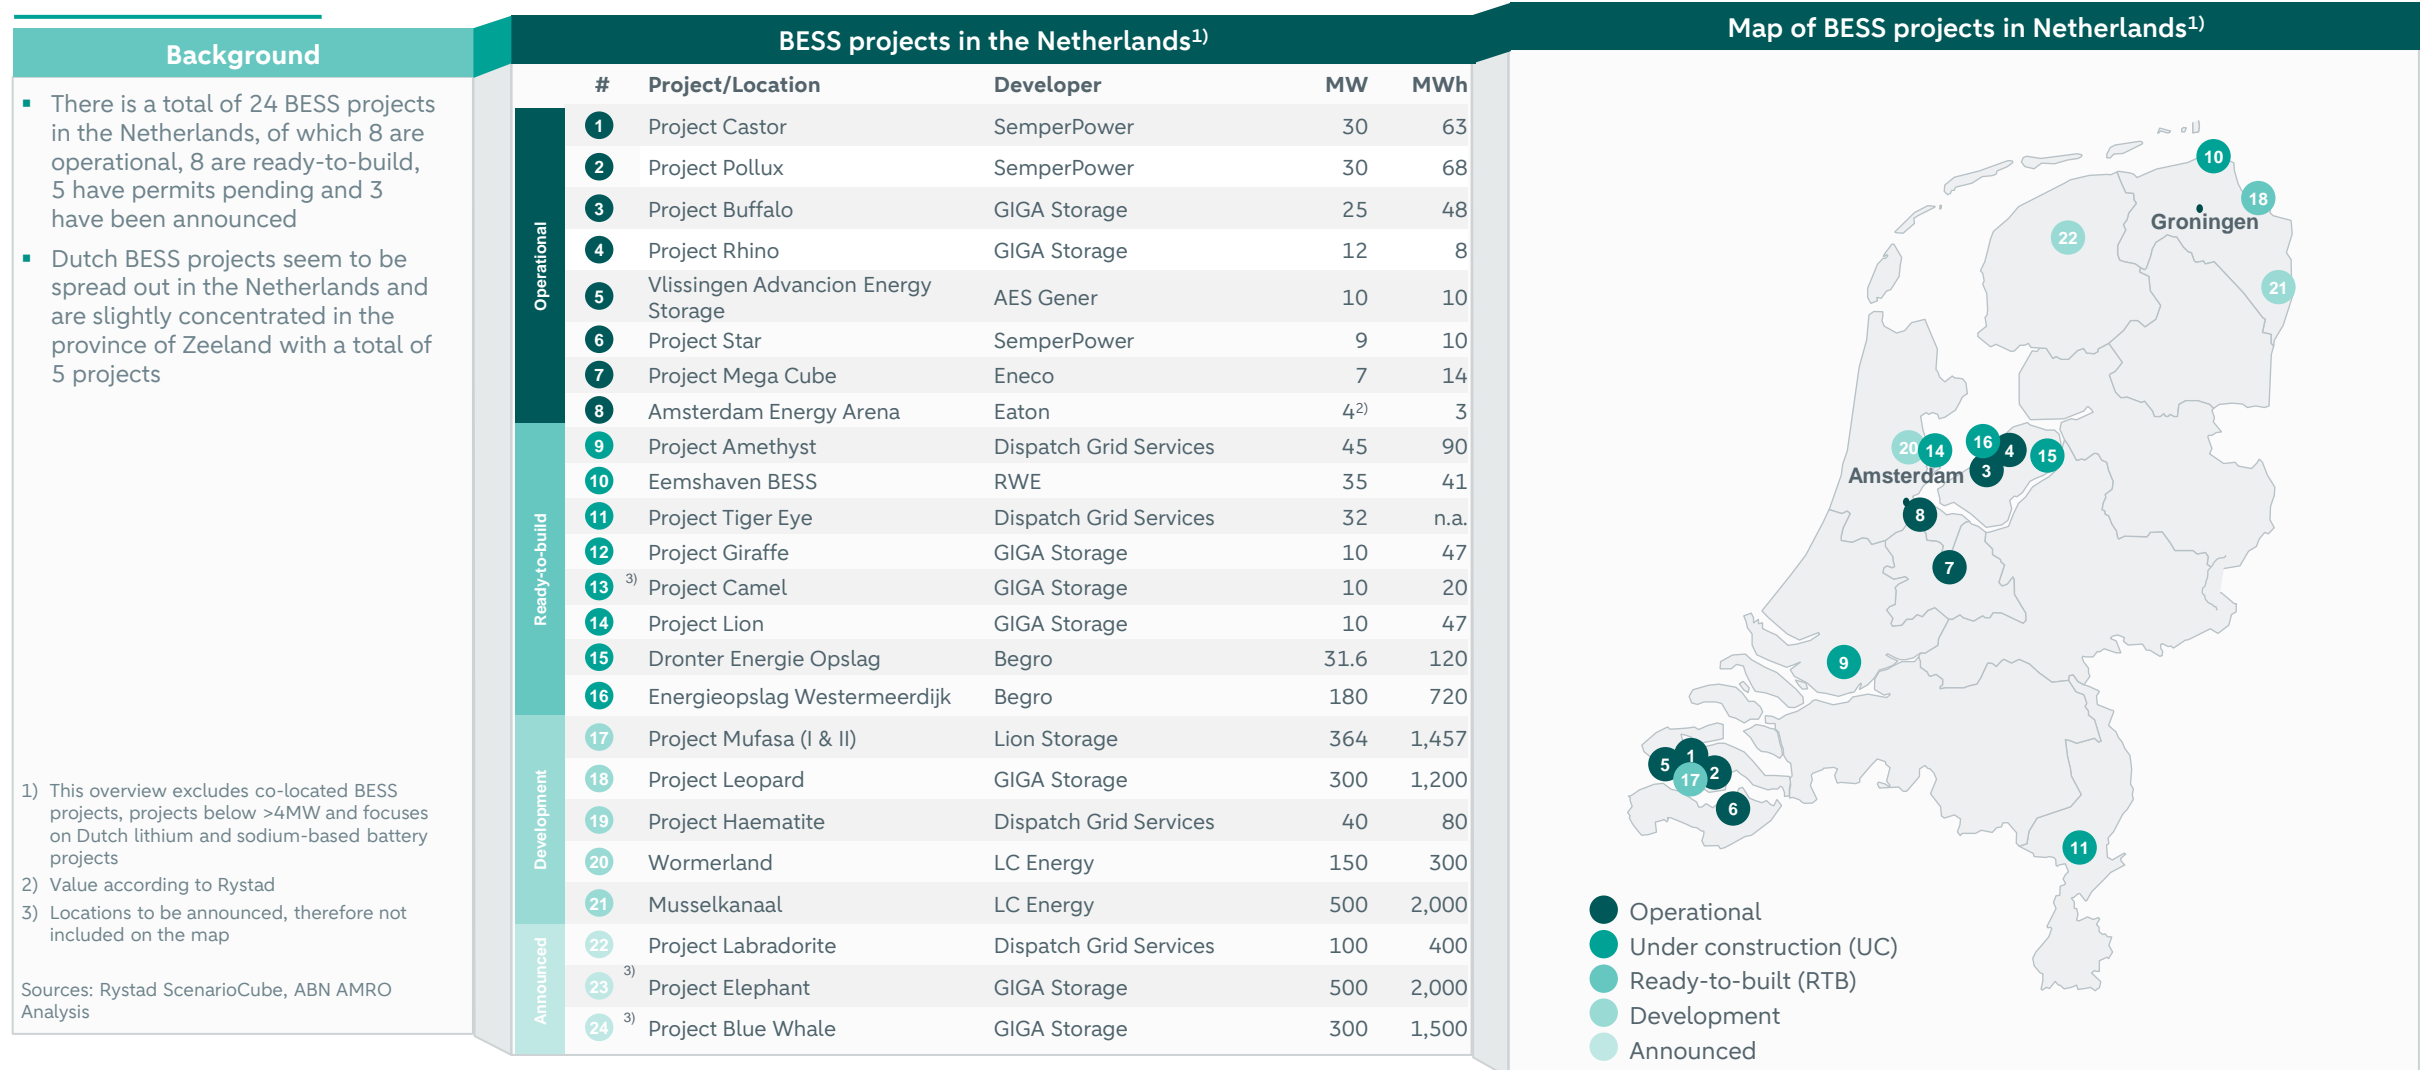 Background
▪ There is a total of 24 BESS projects
in the Netherlands, of which 8 are
operational, 8 are ready-to-build,
5 have permits pending and 3
have been announced
▪ Dutch BESS projects seem to be
spread out in the Netherlands and
are slightly concentrated in the
province of Zeeland with a total of
5 projects
1) This overview excludes co-located BESS
projects, projects below >4MW and focuses
on Dutch lithium and sodium-based battery
projects
2) Value according to Rystad
3) Locations to be announced, therefore not
included on the map
Sources: Rystad ScenarioCube, ABN AMRO
Analysis
BESS projects in the Netherlands1)
# Project/Location Developer MW MWh
Operational
1 Project Castor SemperPower 30 63
2 Project Pollux SemperPower 30 68
3 Project Buffalo GIGA Storage 25 48
4 Project Rhino GIGA Storage 12 8
5 Vlissingen Advancion Energy
Storage AES Gener 10 10
6 Project Star SemperPower 9 10
7 Project Mega Cube Eneco 7 14
8 Amsterdam Energy Arena Eaton 42) 3
Ready-to-build
9 Project Amethyst Dispatch Grid Services 45 90
10 Eemshaven BESS RWE 35 41
11 Project Tiger Eye Dispatch Grid Services 32 n.a.
12 Project Giraffe GIGA Storage 10 47
13 3) Project Camel GIGA Storage 10 20
14 Project Lion GIGA Storage 10 47
15 Dronter Energie Opslag Begro 31.6 120
16 Energieopslag Westermeerdijk Begro 180 720
Development
17 Project Mufasa (I & II) Lion Storage 364 1,457
18 Project Leopard GIGA Storage 300 1,200
19 Project Haematite Dispatch Grid Services 40 80
20 Wormerland LC Energy 150 300
21 Musselkanaal LC Energy 500 2,000
Announced
22 Project Labradorite Dispatch Grid Services 100 400
23 3) Project Elephant GIGA Storage 500 2,000
24 3) Project Blue Whale GIGA Storage 300 1,500
Map of BESS projects in Netherlands1)
10
18
Groningen
22
21
20 14 16 4 15
3
Amsterdam
8
7
9
1
5 2
17
6
11
Operational
Under construction (UC)
Ready-to-built (RTB)
Development
Announced